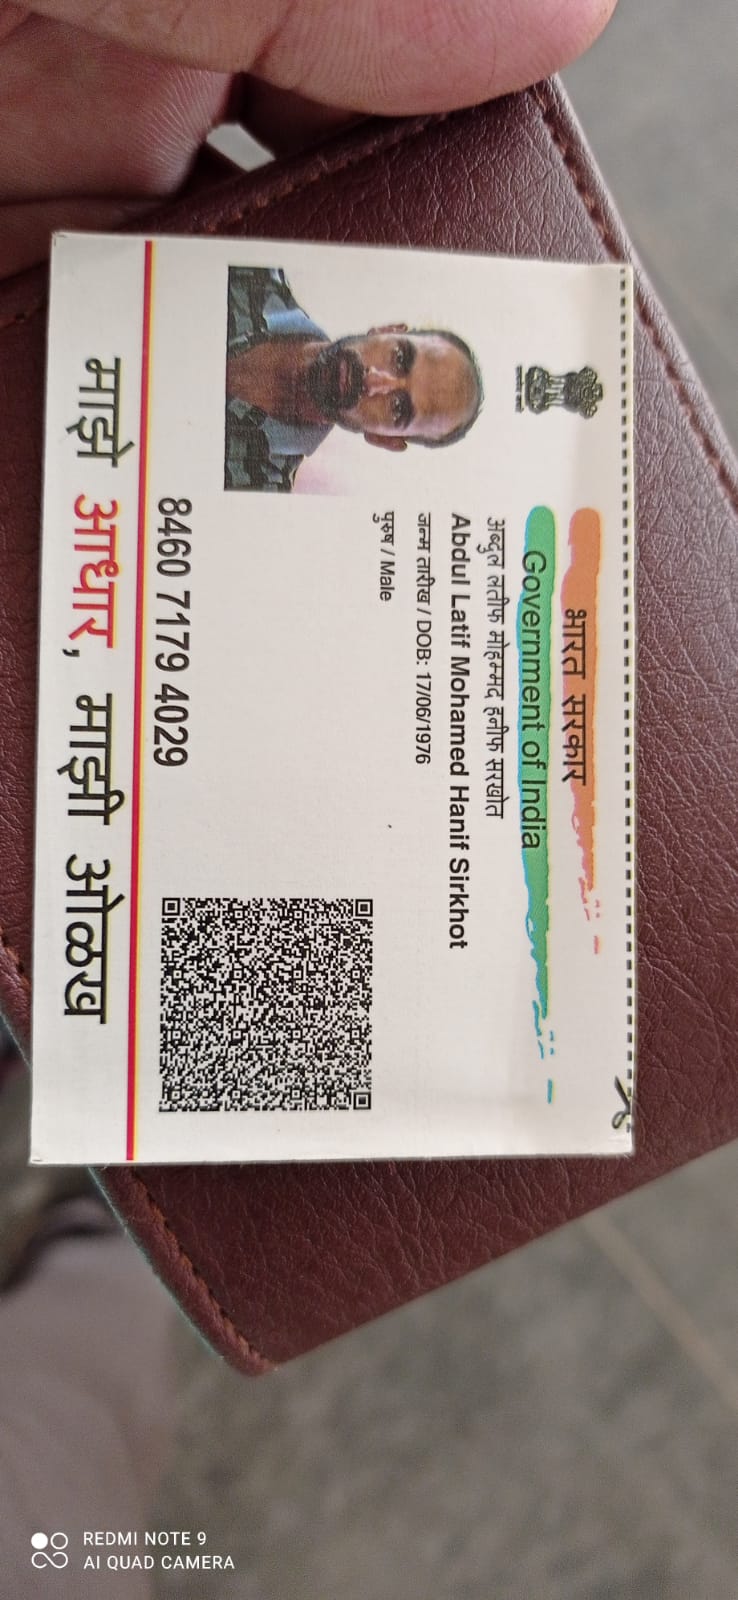 भारत सरकार
Government of India
अब्दुल लतीफ मोहम्मद हनीफ सरखोत
Abdul Latif Mohamed Hanif Sirkhot
जन्म तारीख / DOB: 17/06/1976
पुरुष / Male
8460 7179 4029
माझे आधार, माझी ओळख
REDMI NOTE 9
AI QUAD CAMERA